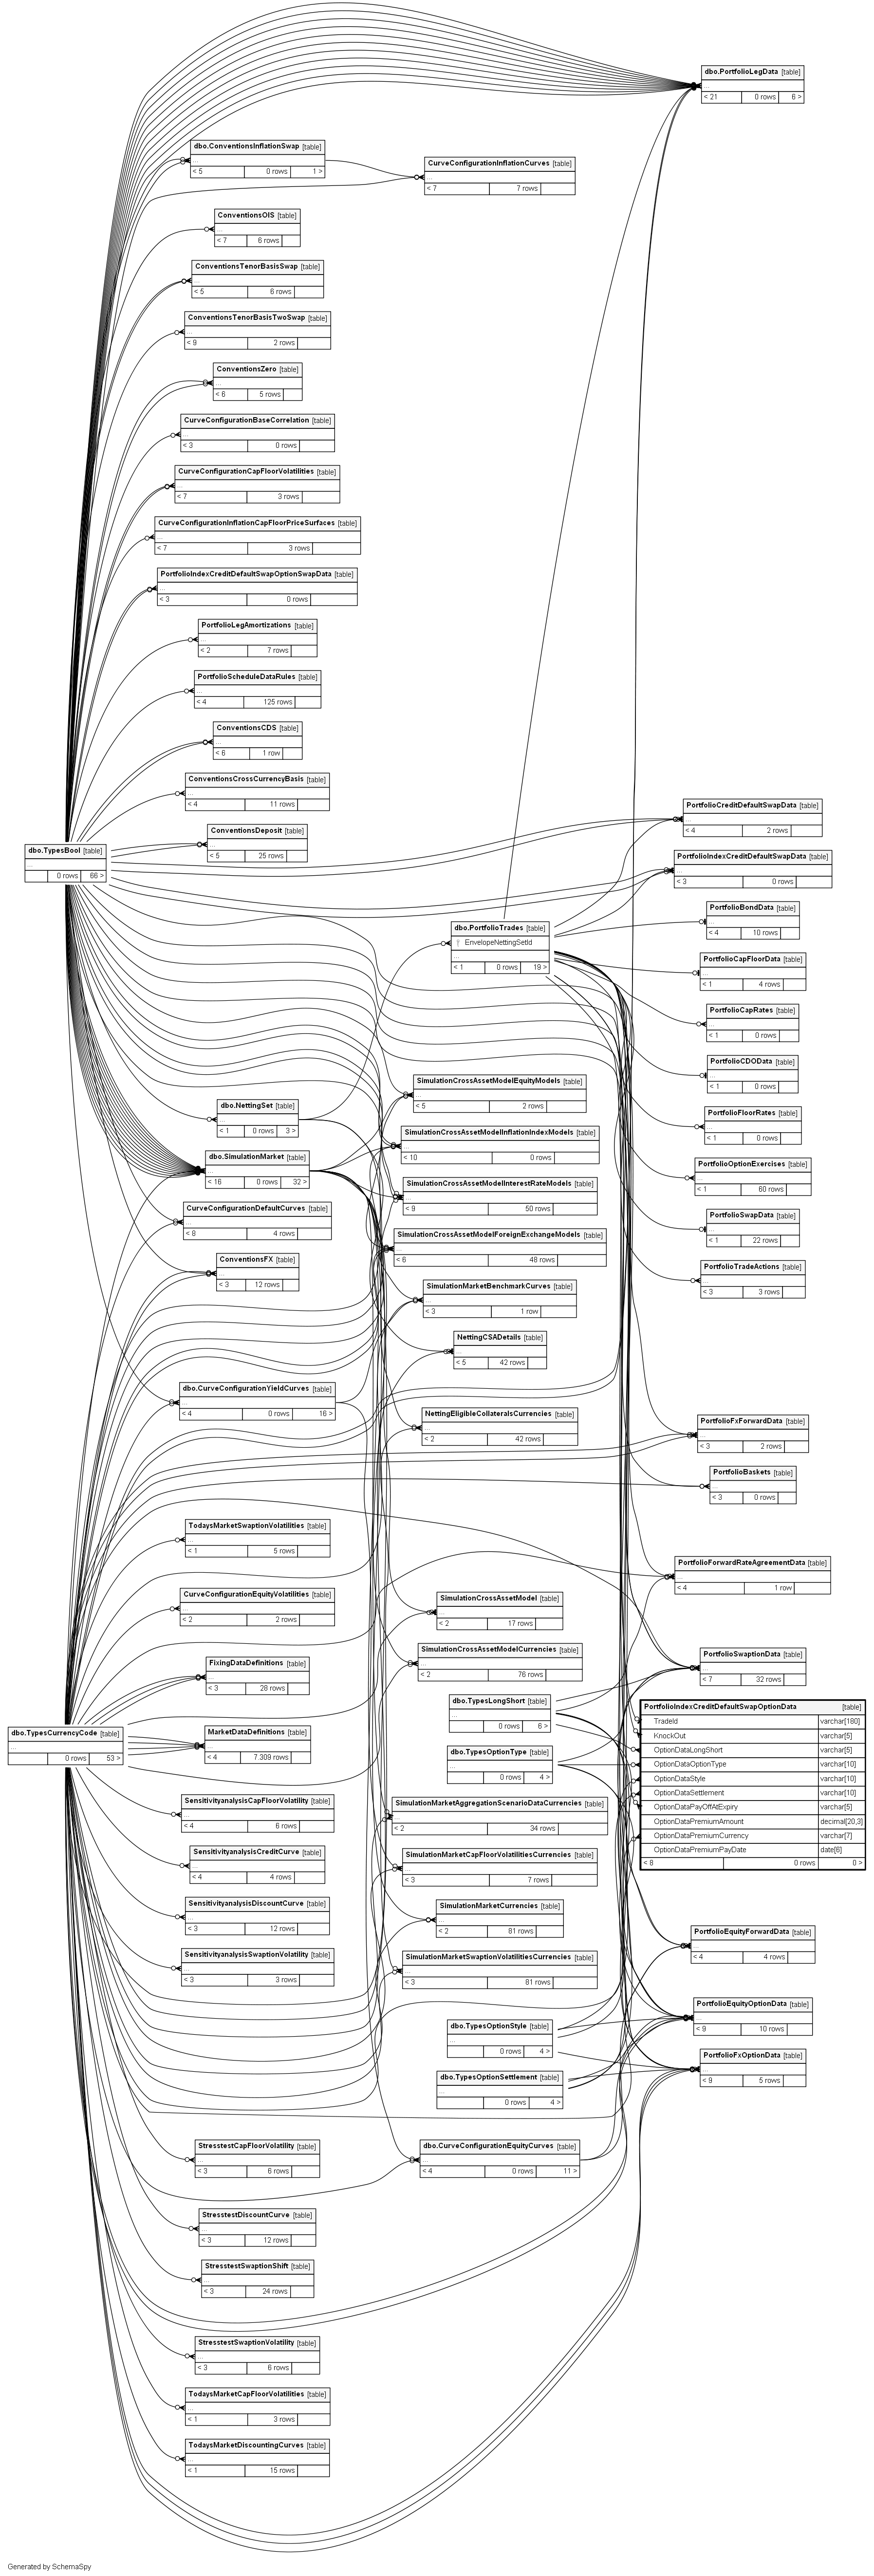 dbo.PortfolioLegData [table]
...
< 21 0 rows 6 >
dbo.ConventionsInflationSwap [table]
...
< 5 0 rows 1 >
CurveConfigurationInflationCurves [table]
...
< 7 7 rows
ConventionsOIS [table]
...
< 7 6 rows
ConventionsTenorBasisSwap [table]
...
< 5 6 rows
ConventionsTenorBasisTwoSwap [table]
...
< 9 2 rows
ConventionsZero [table]
...
< 6 5 rows
CurveConfigurationBaseCorrelation [table]
...
< 3 0 rows
CurveConfigurationCapFloorVolatilities [table]
...
< 7 3 rows
CurveConfigurationInflationCapFloorPriceSurfaces [table]
...
< 7 3 rows
PortfolioIndexCreditDefaultSwapOptionSwapData [table]
...
< 3 0 rows
PortfolioLegAmortizations [table]
...
< 2 7 rows
PortfolioScheduleDataRules [table]
...
< 4 125 rows
ConventionsCDS [table]
...
< 6 1 row
ConventionsCrossCurrencyBasis [table]
...
< 4 11 rows
ConventionsDeposit [table]
...
< 5 25 rows
dbo.TypesBool [table]
...
0 rows 66 >
PortfolioCreditDefaultSwapData [table]
...
< 4 2 rows
PortfolioIndexCreditDefaultSwapData [table]
...
< 3 0 rows
dbo.PortfolioTrades [table]
EnvelopeNettingSetId
...
< 1 0 rows 19 >
PortfolioBondData [table]
...
< 4 10 rows
PortfolioCapFloorData [table]
...
< 1 4 rows
PortfolioCapRates [table]
...
< 1 0 rows
PortfolioCDOData [table]
...
< 1 0 rows
PortfolioFloorRates [table]
...
< 1 0 rows
PortfolioOptionExercises [table]
...
< 1 60 rows
PortfolioSwapData [table]
...
< 1 22 rows
PortfolioTradeActions [table]
...
< 3 3 rows
SimulationCrossAssetModelEquityModels [table]
...
< 5 2 rows
dbo.NettingSet [table]
...
< 1 0 rows 3 >
SimulationCrossAssetModelInflationIndexModels [table]
...
< 10 0 rows
dbo.SimulationMarket [table]
...
< 16 0 rows 32 >
SimulationCrossAssetModelInterestRateModels [table]
...
< 9 50 rows
CurveConfigurationDefaultCurves [table]
...
< 8 4 rows
SimulationCrossAssetModelForeignExchangeModels [table]
...
< 6 48 rows
ConventionsFX [table]
...
< 3 12 rows
SimulationMarketBenchmarkCurves [table]
...
< 3 1 row
NettingCSADetails [table]
...
< 5 42 rows
dbo.CurveConfigurationYieldCurves [table]
...
< 4 0 rows 16 >
NettingEligibleCollateralsCurrencies [table]
...
< 2 42 rows
PortfolioFxForwardData [table]
...
< 3 2 rows
PortfolioBaskets [table]
...
< 3 0 rows
TodaysMarketSwaptionVolatilities [table]
...
< 1 5 rows
PortfolioForwardRateAgreementData [table]
...
< 4 1 row
CurveConfigurationEquityVolatilities [table]
...
< 2 2 rows
SimulationCrossAssetModel [table]
...
< 2 17 rows
SimulationCrossAssetModelCurrencies [table]
...
< 2 76 rows
PortfolioSwaptionData [table]
...
< 7 32 rows
FixingDataDefinitions [table]
...
< 3 28 rows
dbo.TypesLongShort [table]
...
0 rows 6 >
PortfolioIndexCreditDefaultSwapOptionData [table]
TradeId varchar[180]
KnockOut varchar[5]
OptionDataLongShort varchar[5]
OptionDataOptionType varchar[10]
OptionDataStyle varchar[10]
OptionDataSettlement varchar[10]
OptionDataPayOffAtExpiry varchar[5]
OptionDataPremiumAmount decimal[20,3]
OptionDataPremiumCurrency varchar[7]
OptionDataPremiumPayDate date[6]
< 8 0 rows 0 >
dbo.TypesCurrencyCode [table]
...
0 rows 53 >
MarketDataDefinitions [table]
...
< 4 7.309 rows
dbo.TypesOptionType [table]
...
0 rows 4 >
SensitivityanalysisCapFloorVolatility [table]
...
< 4 6 rows
SimulationMarketAggregationScenarioDataCurrencies [table]
...
< 2 34 rows
SensitivityanalysisCreditCurve [table]
...
< 4 4 rows
SimulationMarketCapFloorVolatilitiesCurrencies [table]
...
< 3 7 rows
SensitivityanalysisDiscountCurve [table]
...
< 3 12 rows
SimulationMarketCurrencies [table]
...
< 2 81 rows
SensitivityanalysisSwaptionVolatility [table]
...
< 3 3 rows
SimulationMarketSwaptionVolatilitiesCurrencies [table]
...
< 3 81 rows
PortfolioEquityForwardData [table]
...
< 4 4 rows
PortfolioEquityOptionData [table]
...
< 9 10 rows
dbo.TypesOptionStyle [table]
...
0 rows 4 >
PortfolioFxOptionData [table]
...
< 9 5 rows
dbo.TypesOptionSettlement [table]
...
0 rows 4 >
StresstestCapFloorVolatility [table]
...
< 3 6 rows
dbo.CurveConfigurationEquityCurves [table]
...
< 4 0 rows 11 >
StresstestDiscountCurve [table]
...
< 3 12 rows
StresstestSwaptionShift [table]
...
< 3 24 rows
StresstestSwaptionVolatility [table]
...
< 3 6 rows
TodaysMarketCapFloorVolatilities [table]
...
< 1 3 rows
TodaysMarketDiscountingCurves [table]
...
< 1 15 rows
Generated by SchemaSpy